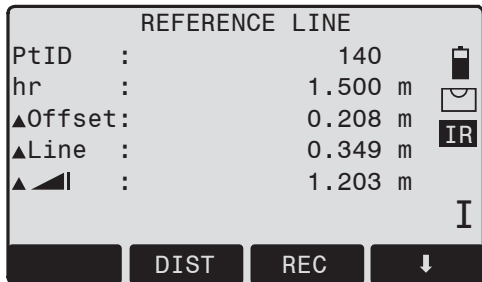 REFERENCE LINE
PtID : 140
hr : 1.500 m
▲Offset: 0.208 m
IR
▲Line : 0.349 m
▲◢| : 1.203 m
I
DIST REC ⬇